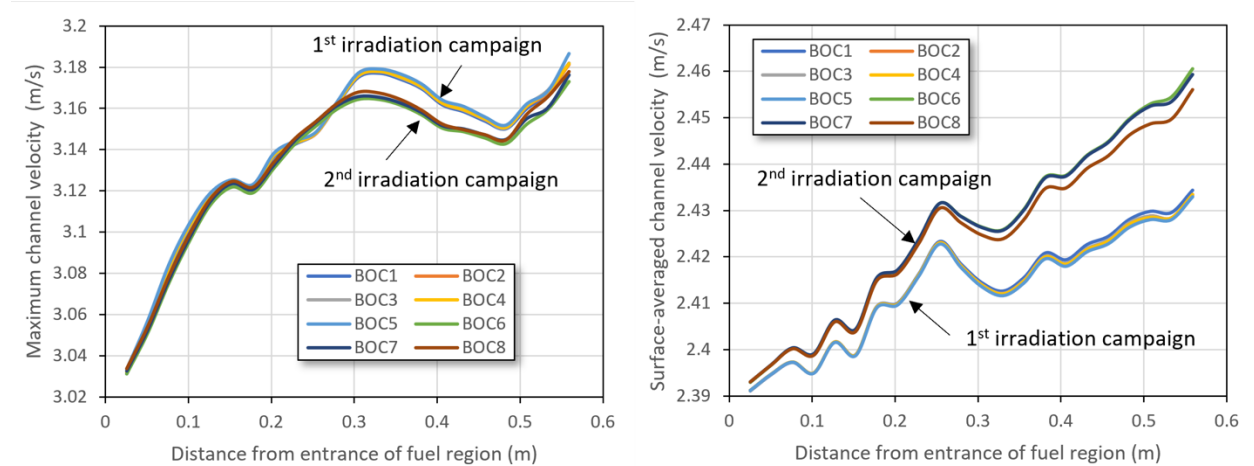 Maximum channel velocity (m/s)
3.2
3.18
3.16
3.14
3.12
3.1
3.08
3.06
3.04
3.02
1st irradiation campaign
2nd irradiation campaign
BOC1 BOC2
BOC3 BOC4
BOC5 BOC6
BOC7 BOC8
0 0.1 0.2 0.3 0.4 0.5 0.6
Distance from entrance of fuel region (m)
Surface-averaged channel velocity (m/s)
2.47
2.46
2.45
2.44
2.43
2.42
2.41
2.4
2.39
BOC1 BOC2
BOC3 BOC4
BOC5 BOC6
BOC7 BOC8
2nd irradiation campaign
1st irradiation campaign
0 0.1 0.2 0.3 0.4 0.5 0.6
Distance from entrance of fuel region (m)